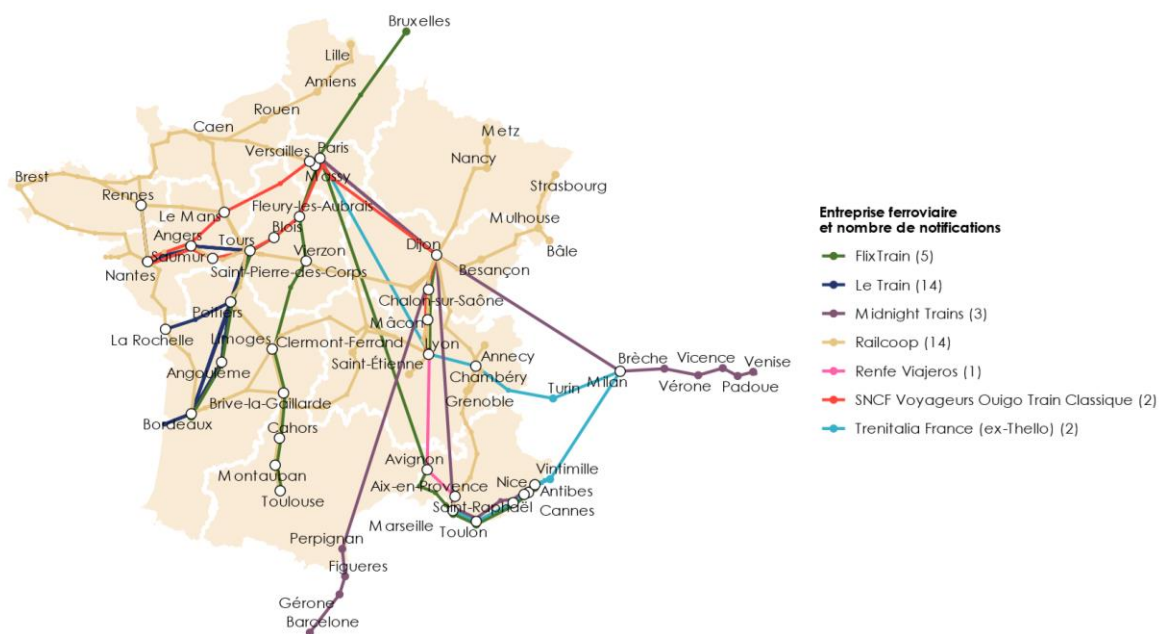 Bruxelles
Lille
Amiens
Rouen
Caen
Metz
Versailles
Paris
Nancy
Massy
Strasbourg
Brest
Rennes
Fleury-les-Aubrais
Mulhouse
Le Mans
Blois
Angers
Tours
Dijon
Vierzon
Bâle
Saumur
Saint-Pierre-des-Corps
Besançon
Nantes
Chalon-sur-Saône
Poitiers
Mâcon
La Rochelle
Limoges
Clermont-Ferrand
Lyon
Annecy
Brèche
Vicence
Venise
Saint-Étienne
Angoulême
Chambéry
Milan
Vérone
Padoue
Turin
Grenoble
Brive-la-Gaillarde
Bordeaux
Cahors
Avignon
Vintimille
Montauban
Aix-en-Provence
Nice
Antibes
Toulouse
Saint-Raphaël
Cannes
Marseille
Toulon
Perpignan
Figueres
Gérone
Barcelone
Entreprise ferroviaire
et nombre de notifications
FlixTrain (5)
Le Train (14)
Midnight Trains (3)
Railcoop (14)
Renfe Viajeros (1)
SNCF Voyageurs Ouigo Train Classique (2)
Trenitalia France (ex-Thello) (2)